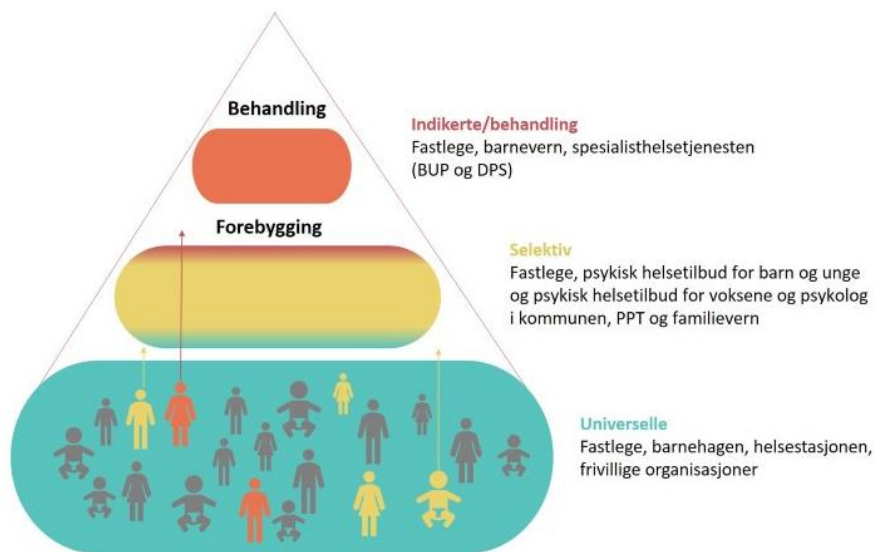 Behandling
Indikerte/behandling
Fastlege, barnevern, spesialisthelsetjenesten
(BUP og DPS)
Forebygging
Selektiv
Fastlege, psykisk helsetilbud for barn og unge
og psykisk helsetilbud for voksene og psykolog
i kommunen, PPT og familievern
Universelle
Fastlege, barnehagen, helsestasjonen,
frivillige organisasjoner